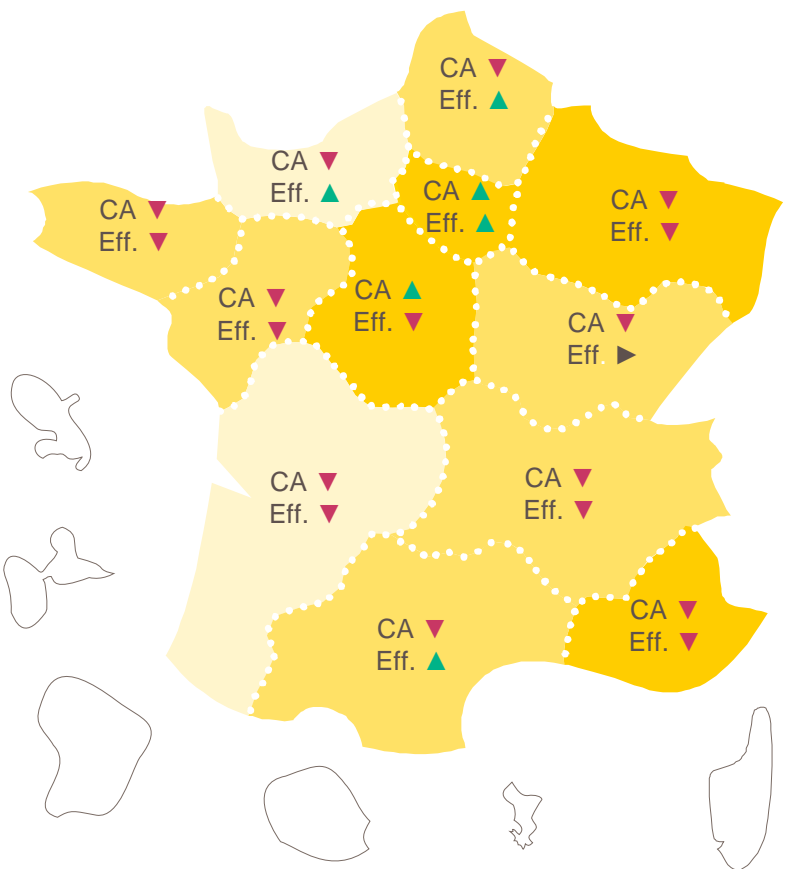 CA ▼
Eff. ▲
CA ▼
Eff. ▲
CA ▲
Eff. ▲
CA ▼
Eff. ▼
CA ▼
Eff. ▼
CA ▼
Eff. ▼
CA ▲
Eff. ▼
CA ▼
Eff. ►
CA ▼
Eff. ▼
CA ▼
Eff. ▼
CA ▼
Eff. ▲
CA ▼
Eff. ▼